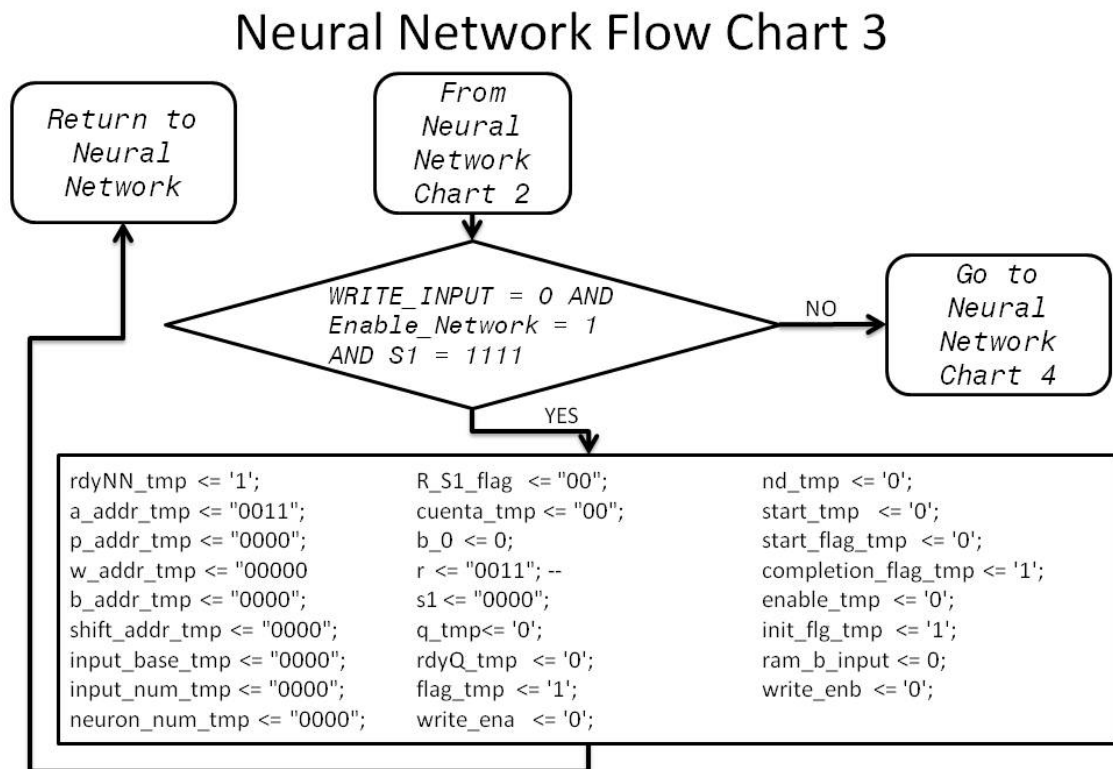 Neural Network Flow Chart 3
Return to
Neural
Network
From
Neural
Network
Chart 2
WRITE_INPUT = 0 AND
Enable_Network = 1
AND S1 = 1111
NO
Go to
Neural
Network
Chart 4
YES
rdyNN_tmp <= '1';
a_addr_tmp <= "0011";
p_addr_tmp <= "0000";
w_addr_tmp <= "00000
b_addr_tmp <= "0000";
shift_addr_tmp <= "0000";
input_base_tmp <= "0000";
input_num_tmp <= "0000";
neuron_num_tmp <= "0000";
R_S1_flag <= "00";
cuenta_tmp <= "00";
b_0 <= 0;
r <= "0011"; --
s1 <= "0000";
q_tmp<= '0';
rdyQ_tmp <= '0';
flag_tmp <= '1';
write_ena <= '0';
nd_tmp <= '0';
start_tmp <= '0';
start_flag_tmp <= '0';
completion_flag_tmp <= '1';
enable_tmp <= '0';
init_flg_tmp <= '1';
ram_b_input <= 0;
write_enb <= '0';